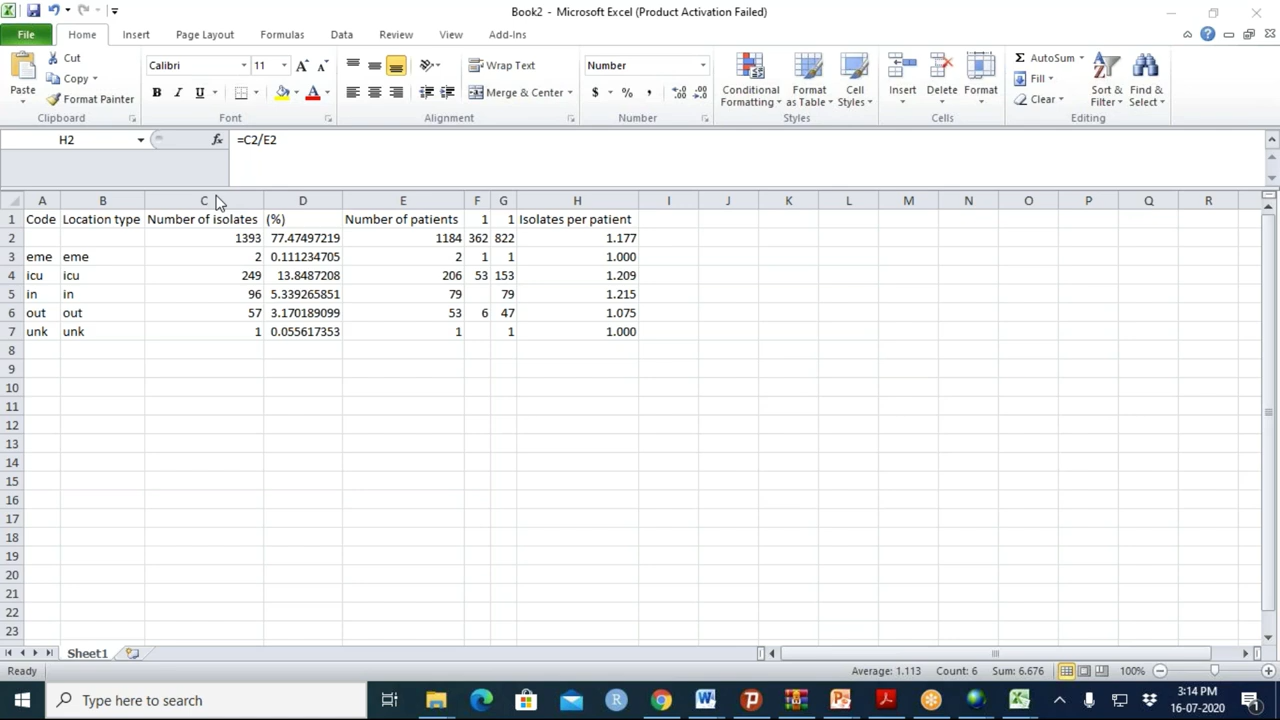 Book2 - Microsoft Excel (Product Activation Failed)
File Home Insert Page Layout Formulas Data Review View Add-Ins
Paste Cut Copy Format Painter Clipboard
Calibri 11 A A B I U A Font
Wrap Text Merge & Center Alignment
Number $ % , .0 .00 .00 .0 Number
Conditional Formatting Format as Table Cell Styles Styles
Insert Delete Format Cells
Σ AutoSum Fill Clear Sort & Filter Find & Select Editing
H2 fx =C2/E2
A B C D E F G H I J K L M N O P Q R
1 Code Location type Number of isolates (%) Number of patients 1 1 Isolates per patient
2 1393 77.47497219 1184 362 822 1.177
3 eme eme 2 0.111234705 2 1 1 1.000
4 icu icu 249 13.8487208 206 53 153 1.209
5 in in 96 5.339265851 79 79 1.215
6 out out 57 3.170189099 53 6 47 1.075
7 unk unk 1 0.055617353 1 1 1.000
8
9
10
11
12
13
14
15
16
17
18
19
20
21
22
23
Sheet1
Ready Average: 1.113 Count: 6 Sum: 6.676 100%
Type here to search
3:14 PM
16-07-2020